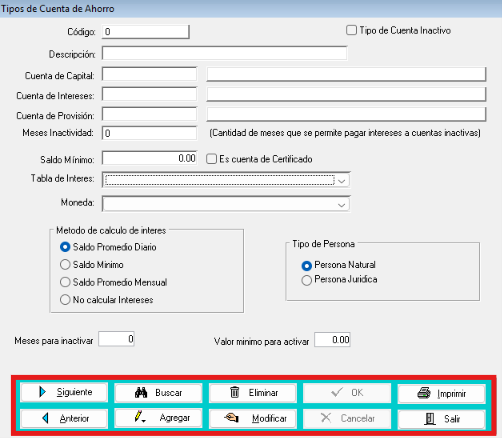 Tipos de Cuenta de Ahorro
Código: 0 Tipo de Cuenta Inactivo
Descripción:
Cuenta de Capital:
Cuenta de Intereses:
Cuenta de Provisión:
Meses Inactividad: 0 (Cantidad de meses que se permite pagar intereses a cuentas inactivas)
Saldo Mínimo: 0.00 Es cuenta de Certificado
Tabla de Interes:
Moneda:
Metodo de calculo de interes
Saldo Promedio Diario
Saldo Minimo
Saldo Promedio Mensual
No calcular Intereses
Tipo de Persona
Persona Natural
Persona Juridica
Meses para inactivar 0 Valor minimo para activar 0.00
Siguiente Buscar Eliminar OK Imprimir
Anterior Agregar Modificar Cancelar Salir